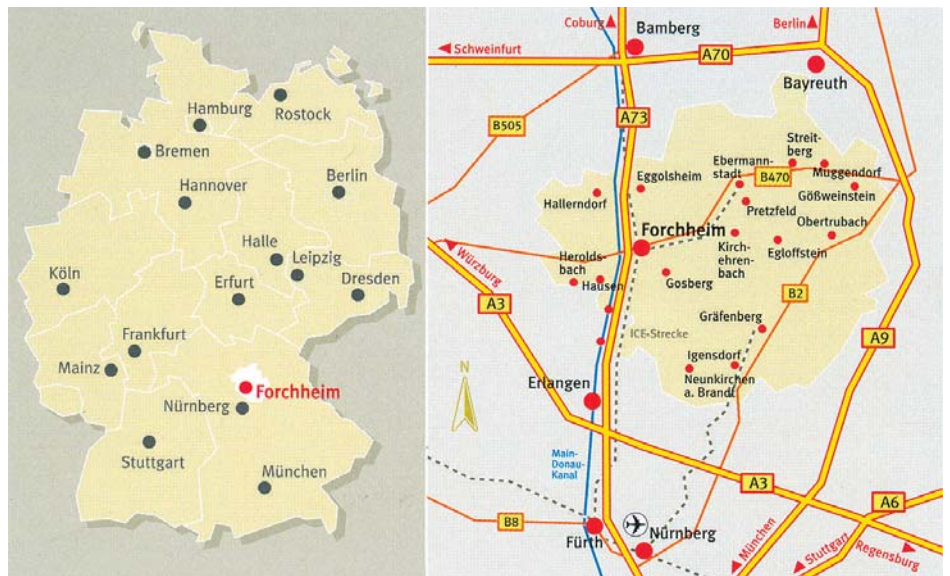 Hamburg
Rostock
Bremen
Hannover
Berlin
Halle
Leipzig
Köln
Erfurt
Dresden
Frankfurt
Mainz
Forchheim
Nürnberg
Stuttgart
München
Coburg
Bamberg
Berlin
Schweinfurt
A70
Bayreuth
A73
B505
Streit-
berg
Ebermann-
stadt
Muggendorf
B470
Eggolsheim
Gößweinstein
Hallerndorf
Pretzfeld
Obertrubach
Forchheim
Kirch-
ehren-
bach
Egloffstein
Herolds-
bach
Würzburg
Hausen
Gosberg
B2
A3
Gräfenberg
ICE-Strecke
A9
N
Igensdorf
Erlangen
Neunkirchen
a. Brandt
Main-
Donau-
Kanal
A3
A6
B8
Fürth
Nürnberg
München
Stuttgart
Regensburg